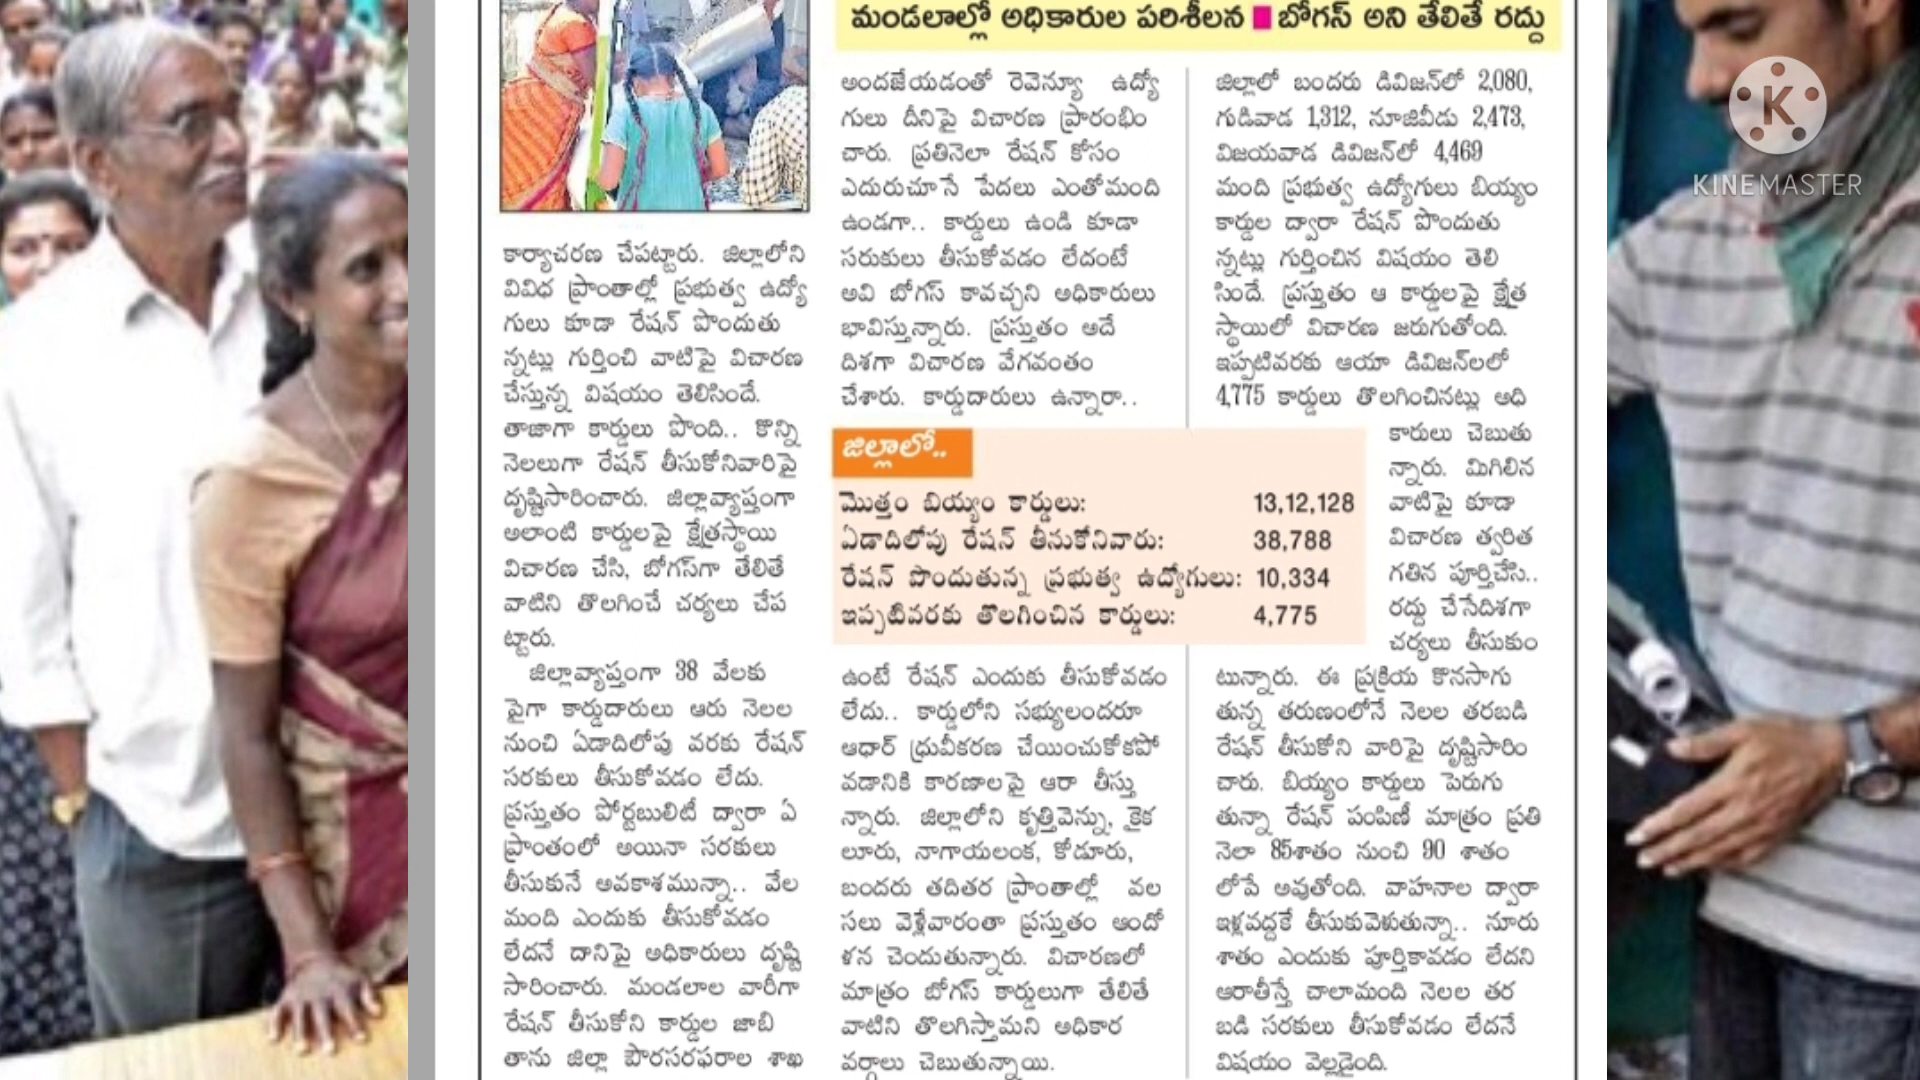 మండలాల్లో అధికారుల పరిశీలన ■ బోగస్ అని తేలితే రద్దు
కార్యాచరణ చేపట్టారు. జిల్లాలోని
వివిధ ప్రాంతాల్లో ప్రభుత్వ ఉద్యో
గులు కూడా రేషన్ పొందుతు
న్నట్లు గుర్తించి వాటిపై విచారణ
చేస్తున్న విషయం తెలిసిందే.
తాజాగా కార్డులు పొంది.. కొన్ని
నెలలుగా రేషన్ తీసుకోనివారిపై
దృష్టిసారించారు. జిల్లావ్యాప్తంగా
అలాంటి కార్డులపై క్షేత్రస్థాయి
విచారణ చేసి, బోగస్‌గా తేలితే
వాటిని తొలగించే చర్యలు చేప
ట్టారు.
జిల్లావ్యాప్తంగా 38 వేలకు
పైగా కార్డుదారులు ఆరు నెలల
నుంచి ఏడాదిలోపు వరకు రేషన్
సరకులు తీసుకోవడం లేదు.
ప్రస్తుతం పోర్టబులిటీ ద్వారా ఏ
ప్రాంతంలో అయినా సరకులు
తీసుకునే అవకాశమున్నా.. వేల
మంది ఎందుకు తీసుకోవడం
లేదనే దానిపై అధికారులు దృష్టి
సారించారు. మండలాల వారీగా
రేషన్ తీసుకోని కార్డుల జాబి
తాను జిల్లా పౌరసరఫరాల శాఖ
అందజేయడంతో రెవెన్యూ ఉద్యో
గులు దీనిపై విచారణ ప్రారంభిం
చారు. ప్రతినెలా రేషన్ కోసం
ఎదురుచూసే పేదలు ఎంతోమంది
ఉండగా.. కార్డులు ఉండి కూడా
సరుకులు తీసుకోవడం లేదంటే
అవి బోగస్ కావచ్చని అధికారులు
భావిస్తున్నారు. ప్రస్తుతం అదే
దిశగా విచారణ వేగవంతం
చేశారు. కార్డుదారులు ఉన్నారా..
ఉంటే రేషన్ ఎందుకు తీసుకోవడం
లేదు.. కార్డులోని సభ్యులందరూ
ఆధార్ ధ్రువీకరణ చేయించుకోకపో
వడానికి కారణాలపై ఆరా తీస్తు
న్నారు. జిల్లాలోని కృత్తివెన్ను, కైక
లూరు, నాగాయలంక, కోడూరు,
బందరు తదితర ప్రాంతాల్లో వల
సలు వెళ్లేవారంతా ప్రస్తుతం ఆందో
ళన చెందుతున్నారు. విచారణలో
మాత్రం బోగస్ కార్డులుగా తేలితే
వాటిని తొలగిస్తామని అధికార
వర్గాలు చెబుతున్నాయి.
జిల్లాలో బందరు డివిజన్‌లో 2,080,
గుడివాడ 1,312, నూజివీడు 2,473,
విజయవాడ డివిజన్‌లో 4,469
మంది ప్రభుత్వ ఉద్యోగులు బియ్యం
కార్డుల ద్వారా రేషన్ పొందుతు
న్నట్లు గుర్తించిన విషయం తెలి
సిందే. ప్రస్తుతం ఆ కార్డులపై క్షేత్ర
స్థాయిలో విచారణ జరుగుతోంది.
ఇప్పటివరకు ఆయా డివిజన్‌లలో
4,775 కార్డులు తొలగించినట్లు అధి
కారులు చెబుతు
న్నారు. మిగిలిన
వాటిపై కూడా
విచారణ త్వరిత
గతిన పూర్తిచేసి..
రద్దు చేసేదిశగా
చర్యలు తీసుకుం
టున్నారు. ఈ ప్రక్రియ కొనసాగు
తున్న తరుణంలోనే నెలల తరబడి
రేషన్ తీసుకోని వారిపై దృష్టిసారిం
చారు. బియ్యం కార్డులు పెరుగు
తున్నా రేషన్ పంపిణీ మాత్రం ప్రతి
నెలా 85శాతం నుంచి 90 శాతం
లోపే అవుతోంది. వాహనాల ద్వారా
ఇళ్లవద్దకే తీసుకువెళుతున్నా.. నూరు
శాతం ఎందుకు పూర్తికావడం లేదని
ఆరాతీస్తే చాలామంది నెలల తర
బడి సరకులు తీసుకోవడం లేదనే
విషయం వెల్లడైంది.
జిల్లాలో..
మొత్తం బియ్యం కార్డులు: 13,12,128
ఏడాదిలోపు రేషన్ తీసుకోనివారు: 38,788
రేషన్ పొందుతున్న ప్రభుత్వ ఉద్యోగులు: 10,334
ఇప్పటివరకు తొలగించిన కార్డులు: 4,775
K
KINEMASTER